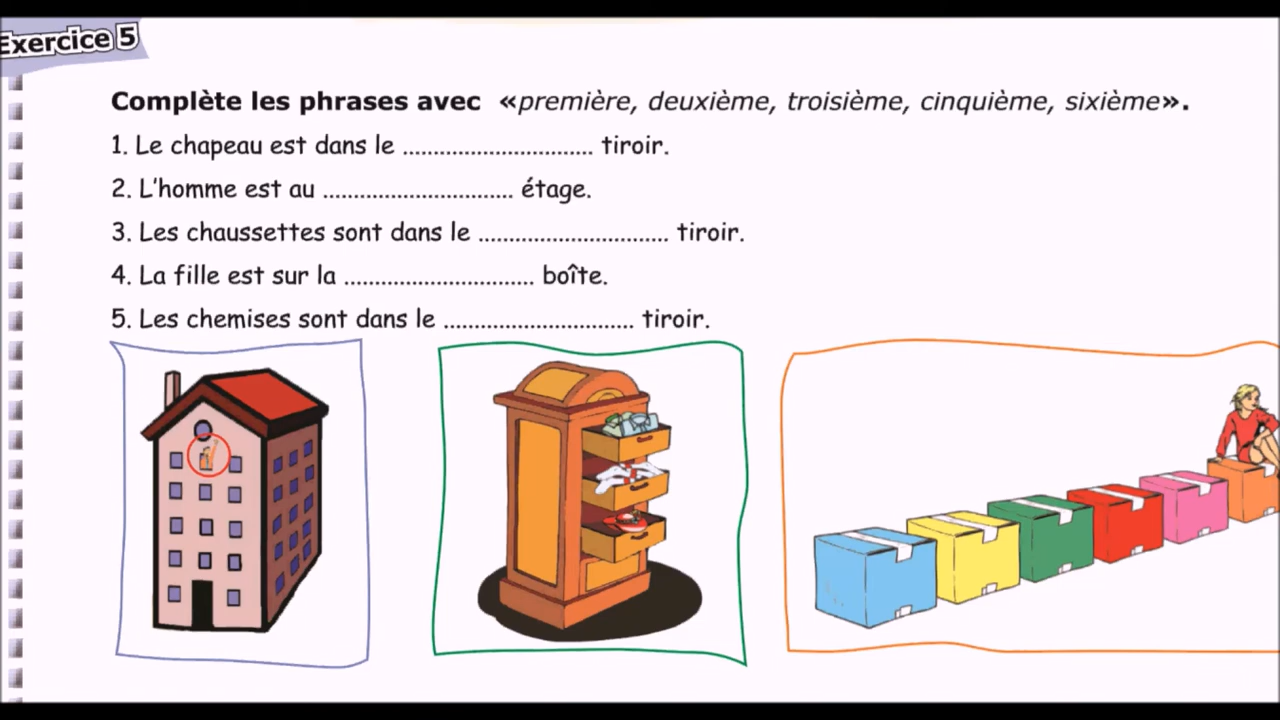 Exercice 5
Complète les phrases avec «première, deuxième, troisième, cinquième, sixième».
1. Le chapeau est dans le ............................... tiroir.
2. L'homme est au ............................... étage.
3. Les chaussettes sont dans le ............................... tiroir.
4. La fille est sur la ............................... boîte.
5. Les chemises sont dans le ............................... tiroir.